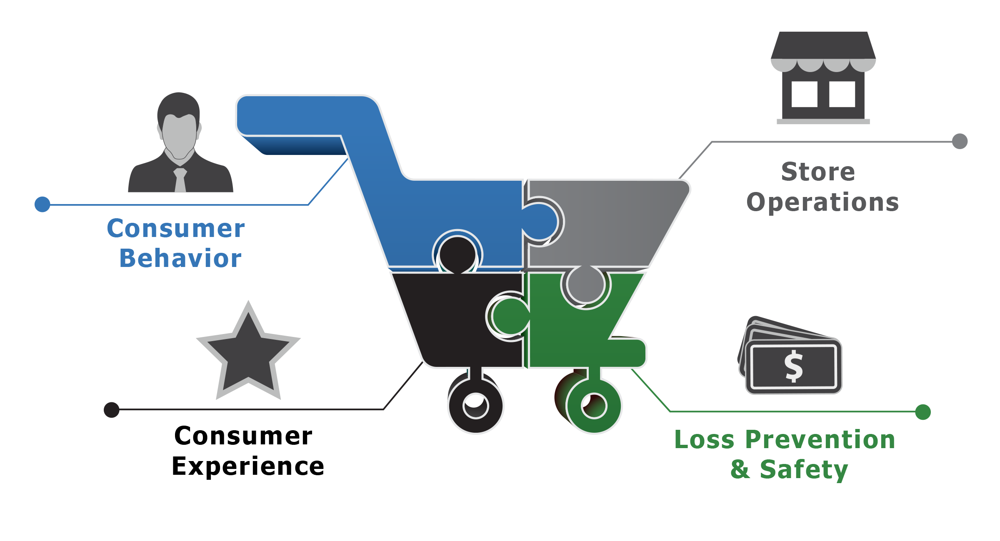 Store
Operations
Consumer
Behavior
$
Consumer
Experience
Loss Prevention
& Safety